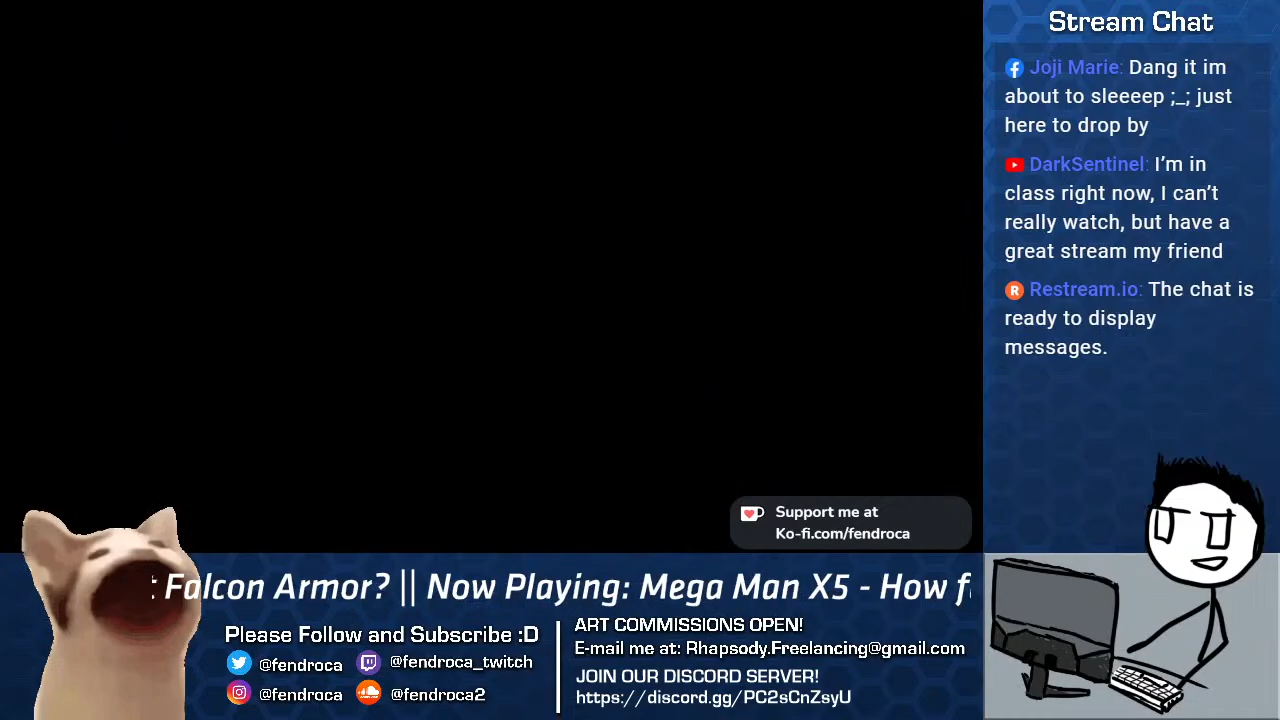 Stream Chat
Joji Marie: Dang it im
about to sleeeep ;_; just
here to drop by
DarkSentinel: I’m in
class right now, I can’t
really watch, but have a
great stream my friend
R Restream.io: The chat is
ready to display
messages.
Support me at
Ko-fi.com/fendroca
Falcon Armor? || Now Playing: Mega Man X5 - How
Please Follow and Subscribe :D
@fendroca @fendroca_twitch
@fendroca @fendroca2
ART COMMISSIONS OPEN!
E-mail me at: Rhapsody.Freelancing@gmail.com
JOIN OUR DISCORD SERVER!
https://discord.gg/PC2sCnZsyU